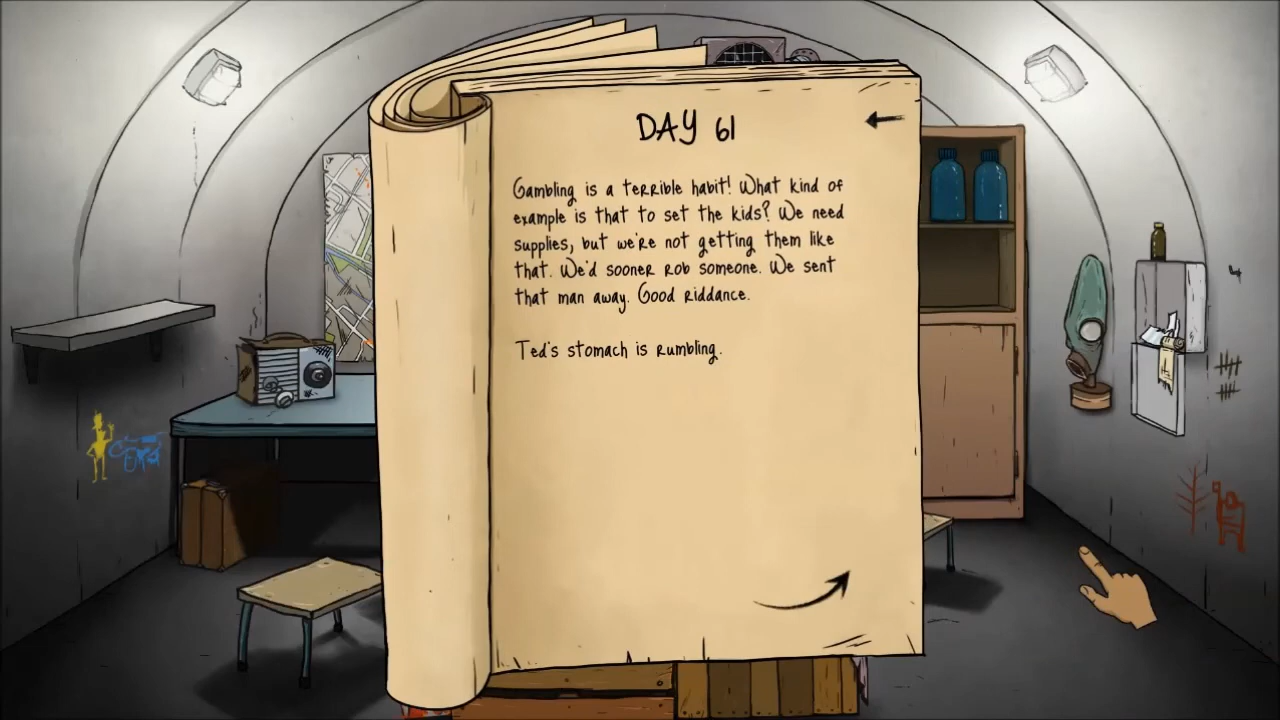 DAY 61
Gambling is a terrible habit! What kind of
example is that to set the kids? We need
supplies, but we're not getting them like
that. We'd sooner rob someone. We sent
that man away. Good riddance.
Ted's stomach is rumbling.